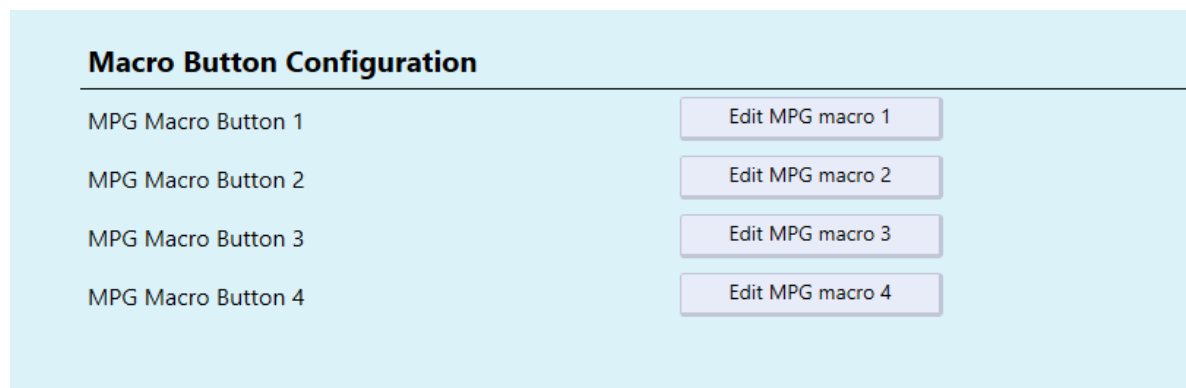 Macro Button Configuration
MPG Macro Button 1 Edit MPG macro 1
MPG Macro Button 2 Edit MPG macro 2
MPG Macro Button 3 Edit MPG macro 3
MPG Macro Button 4 Edit MPG macro 4